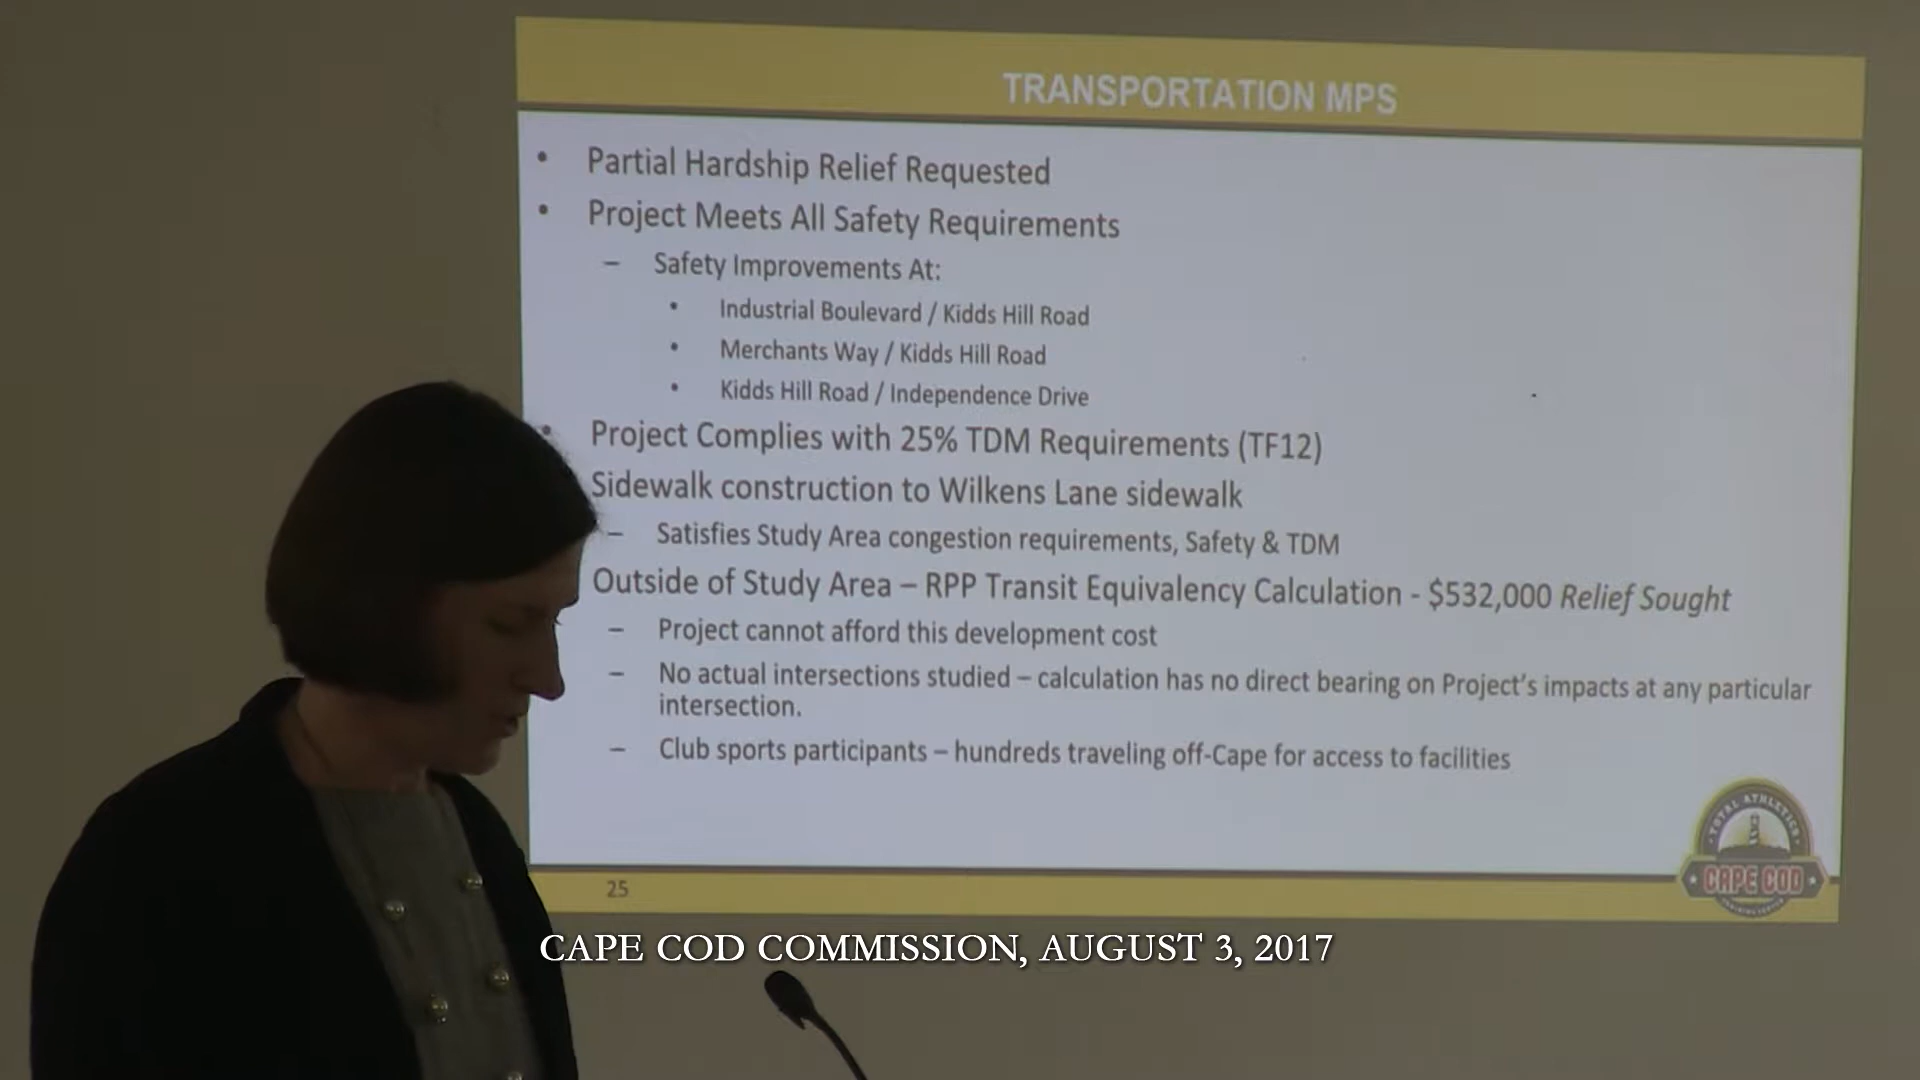 TRANSPORTATION MPS
• Partial Hardship Relief Requested
• Project Meets All Safety Requirements
– Safety Improvements At:
• Industrial Boulevard / Kidds Hill Road
• Merchants Way / Kidds Hill Road
• Kidds Hill Road / Independence Drive
• Project Complies with 25% TDM Requirements (TF12)
Sidewalk construction to Wilkens Lane sidewalk
– Satisfies Study Area congestion requirements, Safety & TDM
Outside of Study Area – RPP Transit Equivalency Calculation - $532,000 Relief Sought
– Project cannot afford this development cost
– No actual intersections studied – calculation has no direct bearing on Project's impacts at any particular
intersection.
– Club sports participants – hundreds traveling off-Cape for access to facilities
TOTAL ATHLETICS
CAPE COD
25
CAPE COD COMMISSION, AUGUST 3, 2017